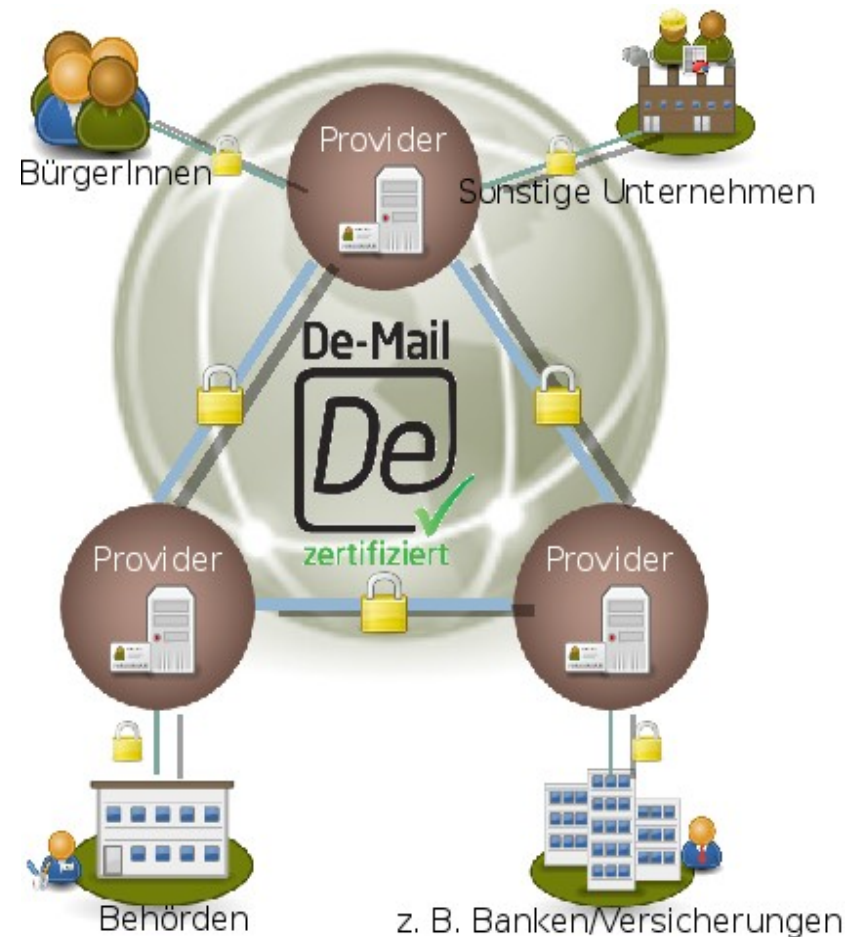 Provider
BürgerInnen
Sonstige Unternehmen
De-Mail
De
zertifiziert
Provider
Provider
Behörden
z. B. Banken/Versicherungen